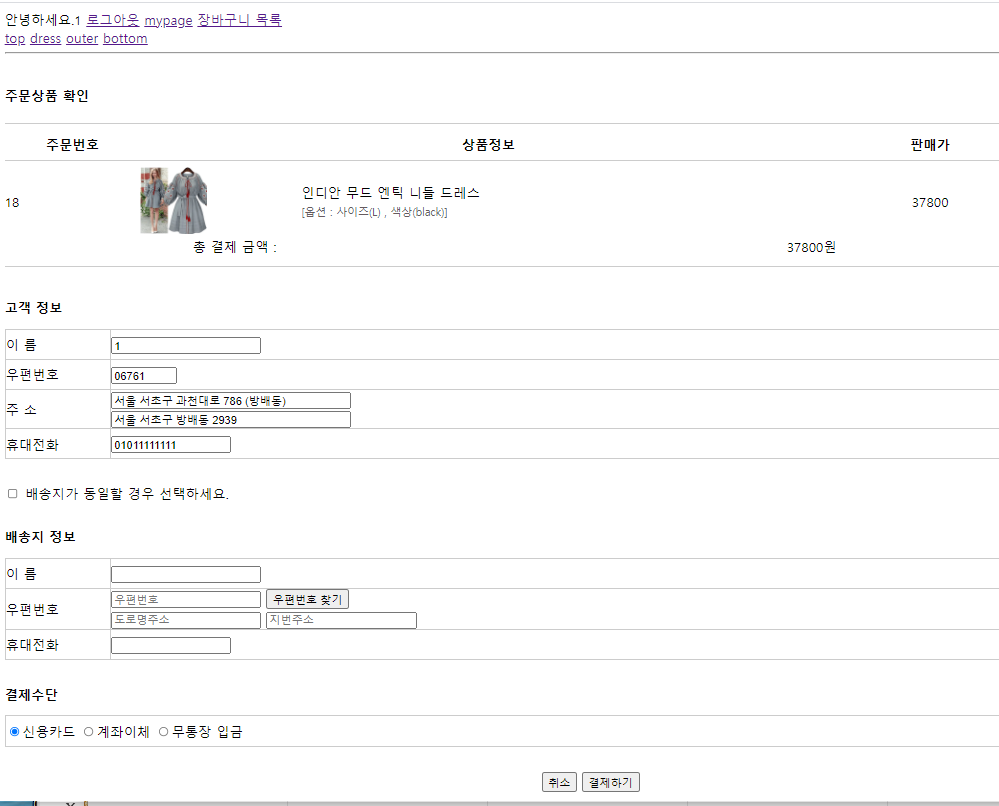 안녕하세요.1 로그아웃 mypage 장바구니 목록
top dress outer bottom
주문상품 확인
주문번호 상품정보 판매가
18 인디안 무드 엔틱 니들 드레스 37800
[옵션 : 사이즈(L) , 색상(black)]
총 결제 금액 : 37800원
고객 정보
이 름 1
우편번호 06761
주 소 서울 서초구 과천대로 786 (방배동)
서울 서초구 방배동 2939
휴대전화 01011111111
배송지가 동일할 경우 선택하세요.
배송지 정보
이 름
우편번호 우편번호 우편번호 찾기
도로명주소 지번주소
휴대전화
결제수단
신용카드 계좌이체 무통장 입금
취소 결제하기